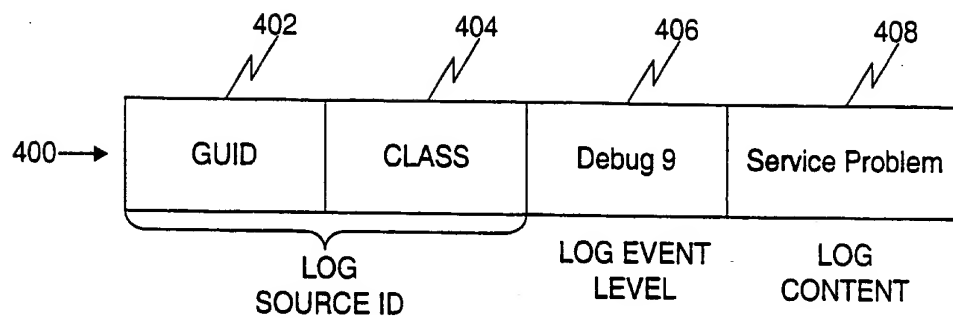 402 404 406 408
400 GUID CLASS Debug 9 Service Problem
LOG SOURCE ID
LOG EVENT LEVEL
LOG CONTENT